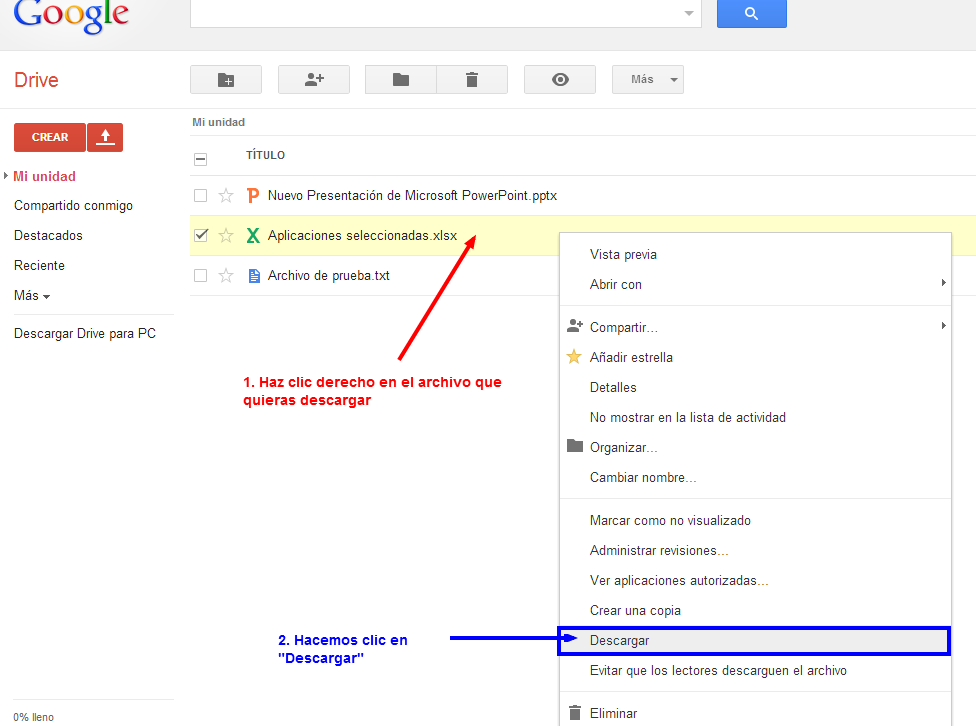 Google
Drive
Más
CREAR
Mi unidad
Compartido conmigo
Destacados
Reciente
Más
Descargar Drive para PC
0% lleno
Mi unidad
TÍTULO
Nuevo Presentación de Microsoft PowerPoint.pptx
Aplicaciones seleccionadas.xlsx
Archivo de prueba.txt
1. Haz clic derecho en el archivo que
quieras descargar
2. Hacemos clic en
"Descargar"
Vista previa
Abrir con
Compartir...
Añadir estrella
Detalles
No mostrar en la lista de actividad
Organizar...
Cambiar nombre...
Marcar como no visualizado
Administrar revisiones...
Ver aplicaciones autorizadas...
Crear una copia
Descargar
Evitar que los lectores descarguen el archivo
Eliminar